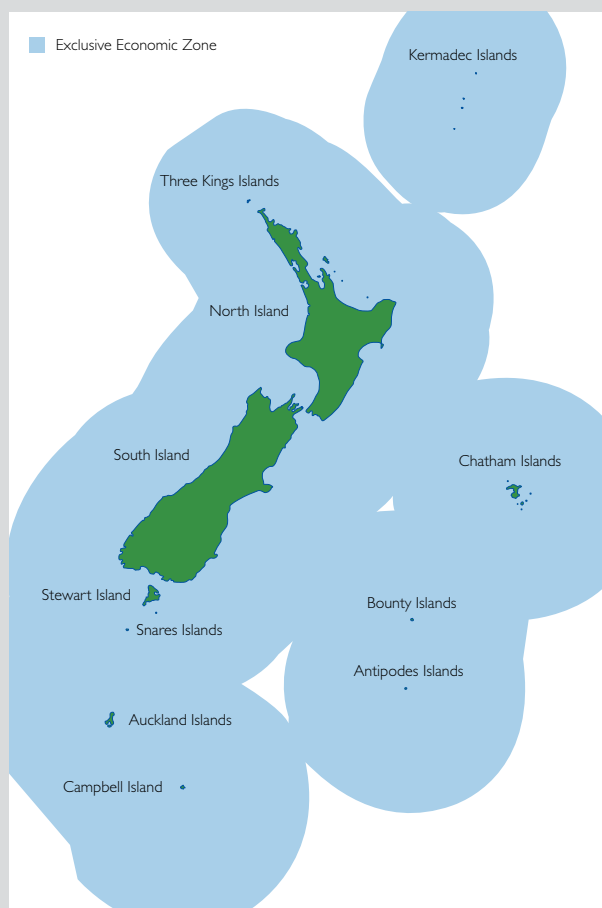 Exclusive Economic Zone
Kermadec Islands
Three Kings Islands
North Island
South Island
Chatham Islands
Stewart Island
Bounty Islands
Snares Islands
Antipodes Islands
Auckland Islands
Campbell Island